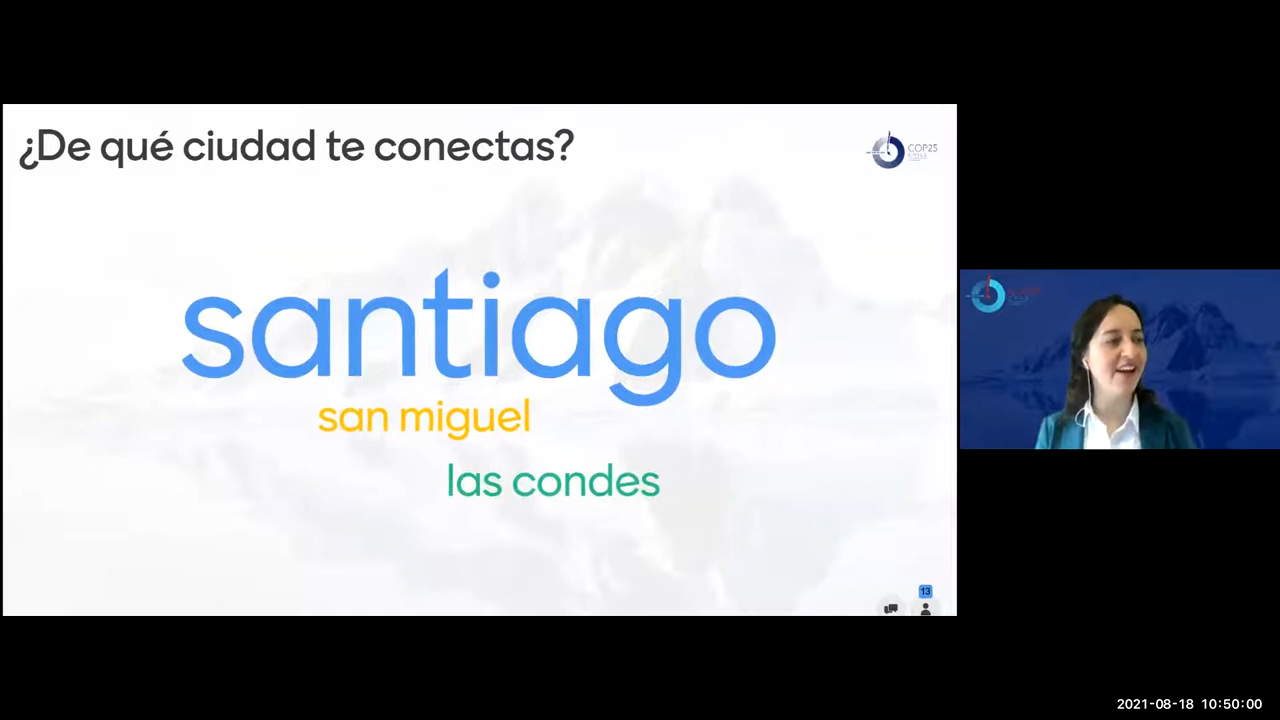 ¿De qué ciudad te conectas?
COP25
santiago
san miguel
las condes
13
2021-08-18 10:50:00